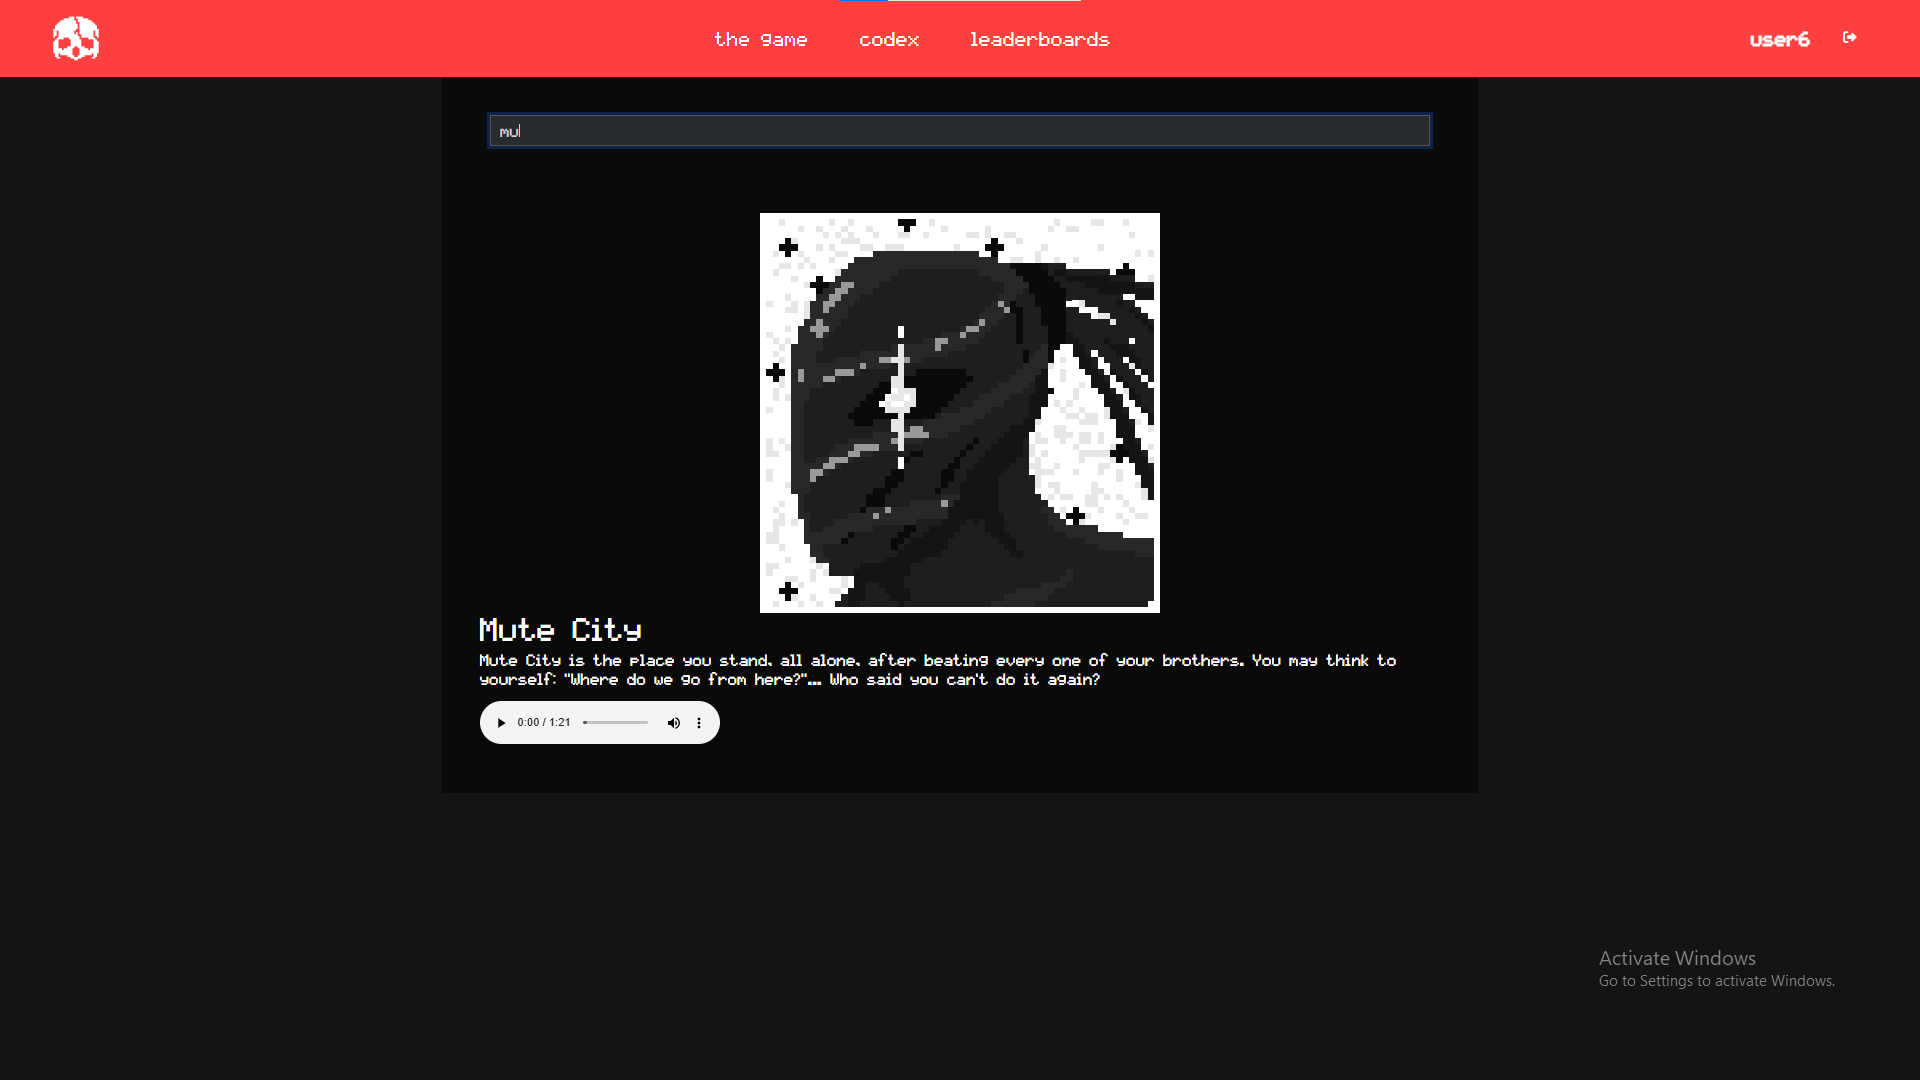 the game codex leaderboards user6
mu
Mute City
Mute City is the place you stand, all alone, after beating every one of your brothers. You may think to
yourself: "Where do we go from here?"... Who said you can't do it again?
0:00 / 1:21
Activate Windows
Go to Settings to activate Windows.